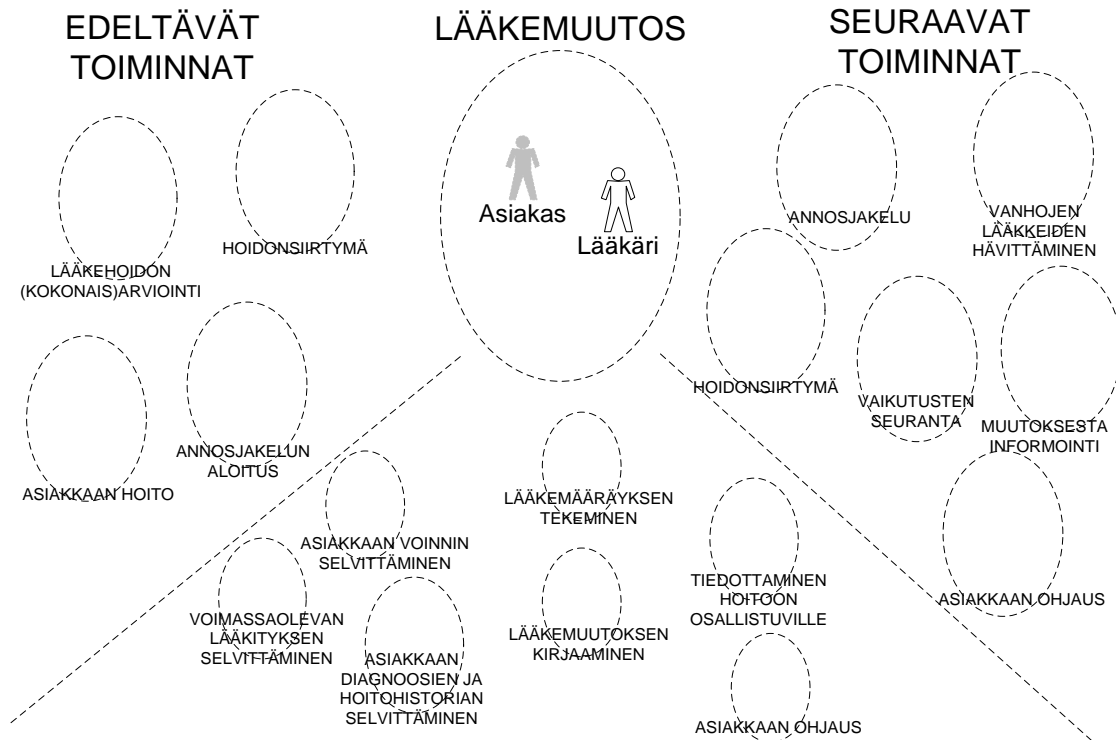 EDELTÄVÄT
TOIMINNAT
LÄÄKEMUUTOS
SEURAAVAT
TOIMINNAT
Asiakas
Lääkäri
HOIDONSIIRTYMÄ
LÄÄKEHOIDON
(KOKONAIS)ARVIOINTI
ANNOSJAKELU
VANHOJEN
LÄÄKKEIDEN
HÄVITTÄMINEN
ASIAKKAAN HOITO
ANNOSJAKELUN
ALOITUS
HOIDONSIIRTYMÄ
VAIKUTUSTEN
SEURANTA
MUUTOKSESTA
INFORMOINTI
ASIAKKAAN VOINNIN
SELVITTÄMINEN
LÄÄKEMÄÄRÄYKSEN
TEKEMINEN
VOIMASSAOLEVAN
LÄÄKITYKSEN
SELVITTÄMINEN
ASIAKKAAN
DIAGNOOSIEN JA
HOITOHISTORIAN
SELVITTÄMINEN
LÄÄKEMUUTOKSEN
KIRJAAMINEN
TIEDOTTAMINEN
HOITOON
OSALLISTUVILLE
ASIAKKAAN OHJAUS
ASIAKKAAN OHJAUS